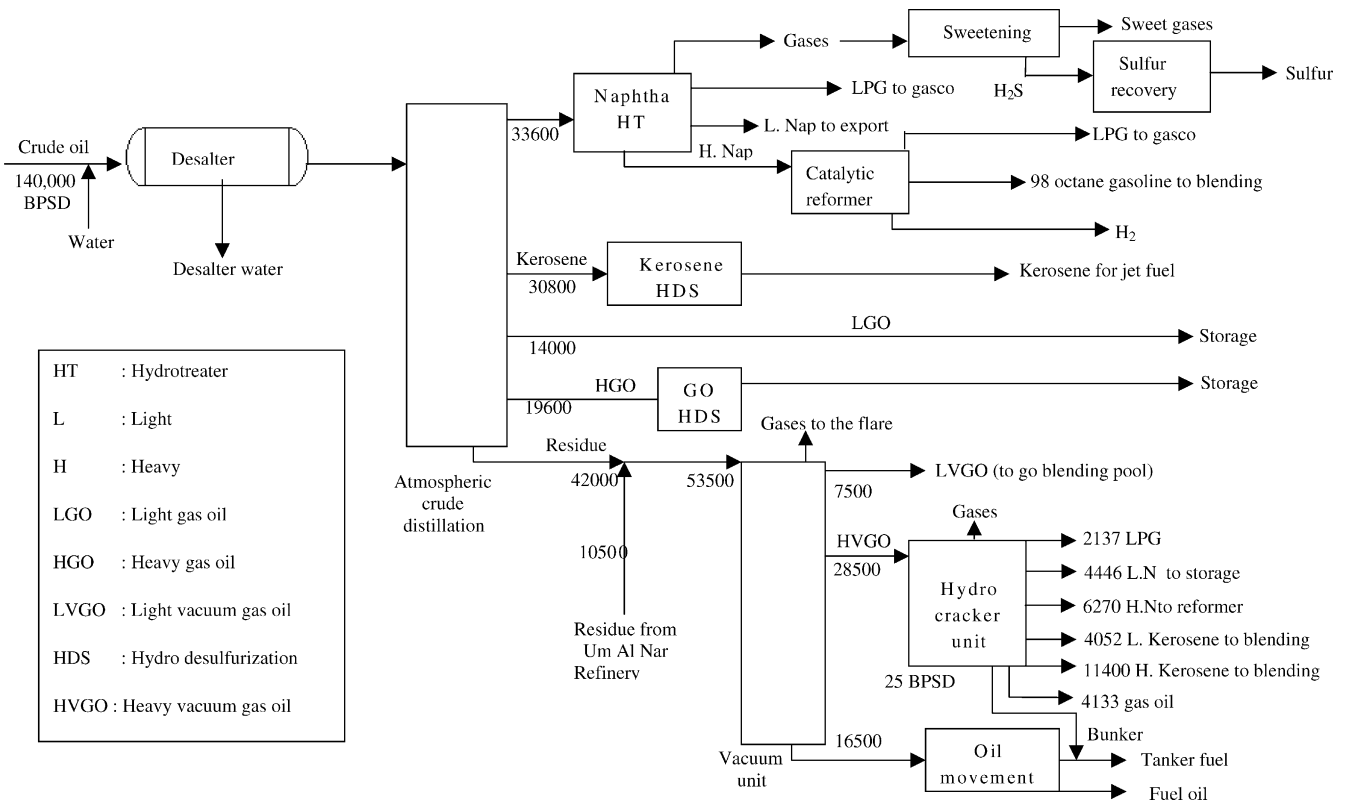 Sweetening
Sweet gases
Gases
Sulfur
recovery
Sulfur
H₂S
Naphtha
HT
LPG to gasco
33600
L. Nap to export
H. Nap
LPG to gasco
Crude oil
140,000
BPSD
Desalter
Catalytic
reformer
98 octane gasoline to blending
H₂
Water
Desalter water
Kerosene
30800
Kerosene
HDS
Kerosene for jet fuel
LGO
14000
Storage
HGO
19600
GO
HDS
Storage
HT : Hydrotreater
L : Light
H : Heavy
LGO : Light gas oil
HGO : Heavy gas oil
LVGO : Light vacuum gas oil
HDS : Hydro desulfurization
HVGO : Heavy vacuum gas oil
Atmospheric
crude
distillation
Residue
42000
53500
Gases to the flare
LVGO (to go blending pool)
7500
10500
Residue from
Um Al Nar
Refinerv
HVGO
28500
Gases
Hydro
cracker
unit
25 BPSD
2137 LPG
4446 L.N to storage
6270 H.Nto reformer
4052 L. Kerosene to blending
11400 H. Kerosene to blending
4133 gas oil
Bunker
16500
Vacuum
unit
Oil
movement
Tanker fuel
Fuel oil